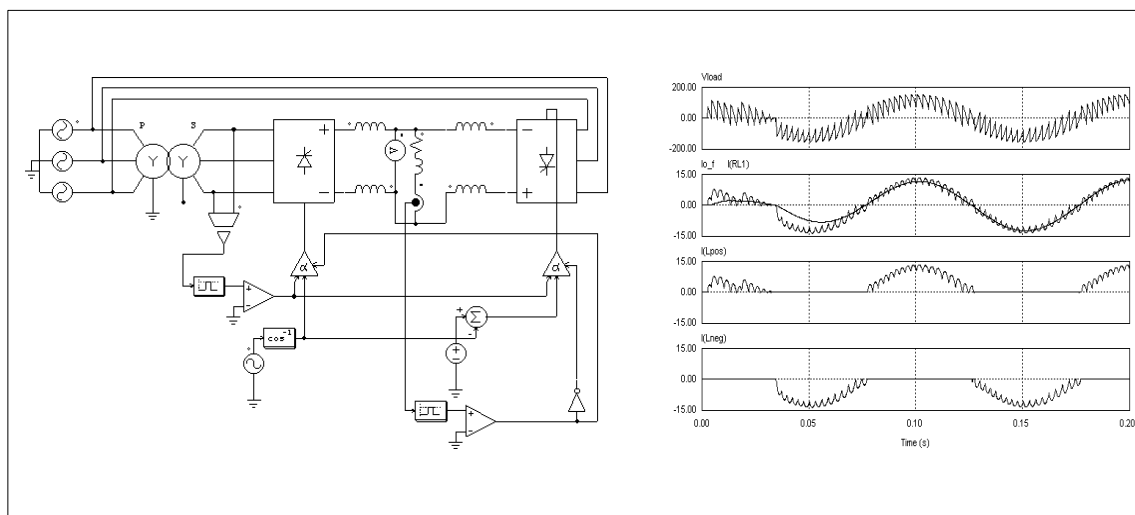 P S
Y Y
+
−
−
+
V
α
α
+
−
cos⁻¹
+
Σ
-
+
−
+
−
Vload
200.00
0.00
-200.00
Io_f I(RL1)
15.00
0.00
-15.00
I(Lpos)
15.00
0.00
-15.00
I(Lneg)
15.00
0.00
-15.00
0.00 0.05 0.10 0.15 0.20
Time (s)